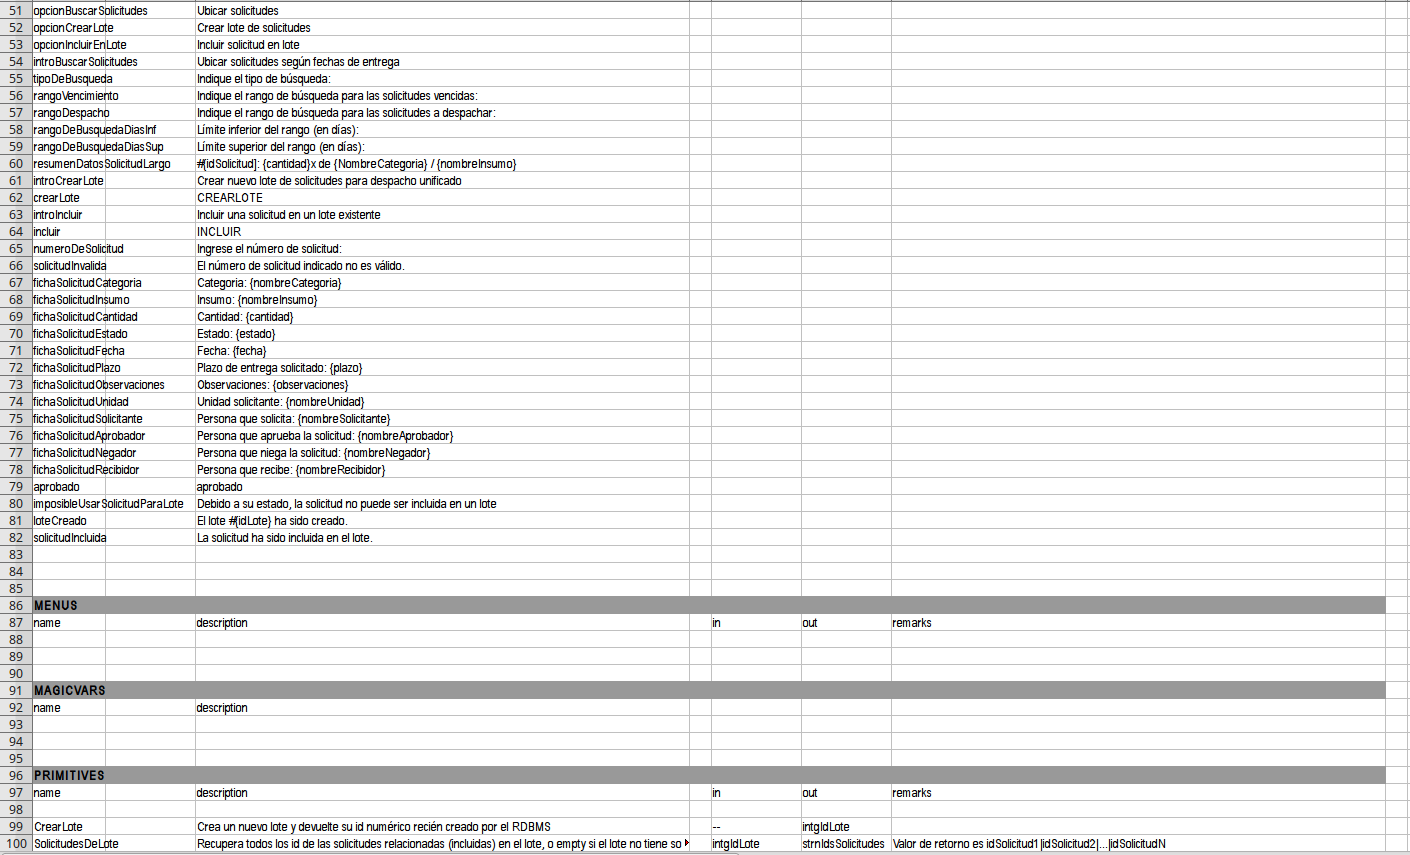 51 opcionBuscarSolicitudes Ubicar solicitudes
52 opcionCrearLote Crear lote de solicitudes
53 opcionIncluirEnLote Incluir solicitud en lote
54 introBuscarSolicitudes Ubicar solicitudes según fechas de entrega
55 tipoDeBusqueda Indique el tipo de búsqueda:
56 rangoVencimiento Indique el rango de búsqueda para las solicitudes vencidas:
57 rangoDespacho Indique el rango de búsqueda para las solicitudes a despachar:
58 rangoDeBusquedaDiasInf Límite inferior del rango (en días):
59 rangoDeBusquedaDiasSup Límite superior del rango (en días):
60 resumenDatosSolicitudLargo #{idSolicitud]: {cantidad}x de {NombreCategoria} / {nombreInsumo}
61 introCrearLote Crear nuevo lote de solicitudes para despacho unificado
62 crearLote CREARLOTE
63 introIncluir Incluir una solicitud en un lote existente
64 incluir INCLUIR
65 numeroDeSolicitud Ingrese el número de solicitud:
66 solicitudInvalida El número de solicitud indicado no es válido.
67 fichaSolicitudCategoria Categoria: {nombreCategoria}
68 fichaSolicitudInsumo Insumo: {nombreInsumo}
69 fichaSolicitudCantidad Cantidad: {cantidad}
70 fichaSolicitudEstado Estado: {estado}
71 fichaSolicitudFecha Fecha: {fecha}
72 fichaSolicitudPlazo Plazo de entrega solicitado: {plazo}
73 fichaSolicitudObservaciones Observaciones: {observaciones}
74 fichaSolicitudUnidad Unidad solicitante: {nombreUnidad}
75 fichaSolicitudSolicitante Persona que solicita: {nombreSolicitante}
76 fichaSolicitudAprobador Persona que aprueba la solicitud: {nombreAprobador}
77 fichaSolicitudNegador Persona que niega la solicitud: {nombreNegador}
78 fichaSolicitudRecibidor Persona que recibe: {nombreRecibidor}
79 aprobado aprobado
80 imposibleUsarSolicitudParaLote Debido a su estado, la solicitud no puede ser incluida en un lote
81 loteCreado El lote #{idLote} ha sido creado.
82 solicitudIncluida La solicitud ha sido incluida en el lote.
83
84
85
86 MENUS
87 name description in out remarks
88
89
90
91 MAGICVARS
92 name description
93
94
95
96 PRIMITIVES
97 name description in out remarks
98
99 CrearLote Crea un nuevo lote y devuelte su id numérico recién creado por el RDBMS -- intgIdLote
100 SolicitudesDeLote Recupera todos los id de las solicitudes relacionadas (incluidas) en el lote, o empty si el lote no tiene so intgIdLote strnIdsSolicitudes Valor de retorno es idSolicitud1|idSolicitud2|...|idSolicitudN